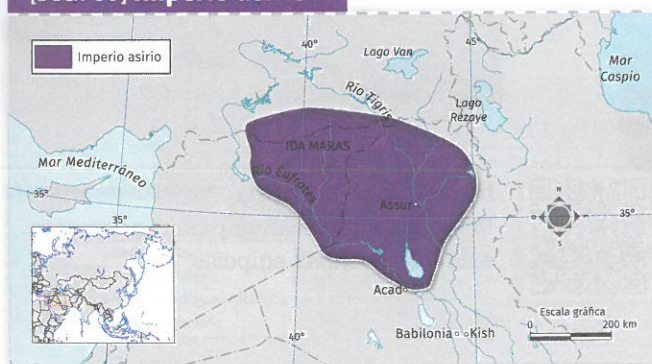 Imperio asirio
40°
45°
Lago Van
Mar
Caspio
Río Tigris
Lago
Rezaye
IDA MARAS
Mar Mediterráneo
Río Eufrates
35°
35°
Assur
35°
N
S
Acad
Escala gráfica
0 200 km
40°
Babilonia Kish